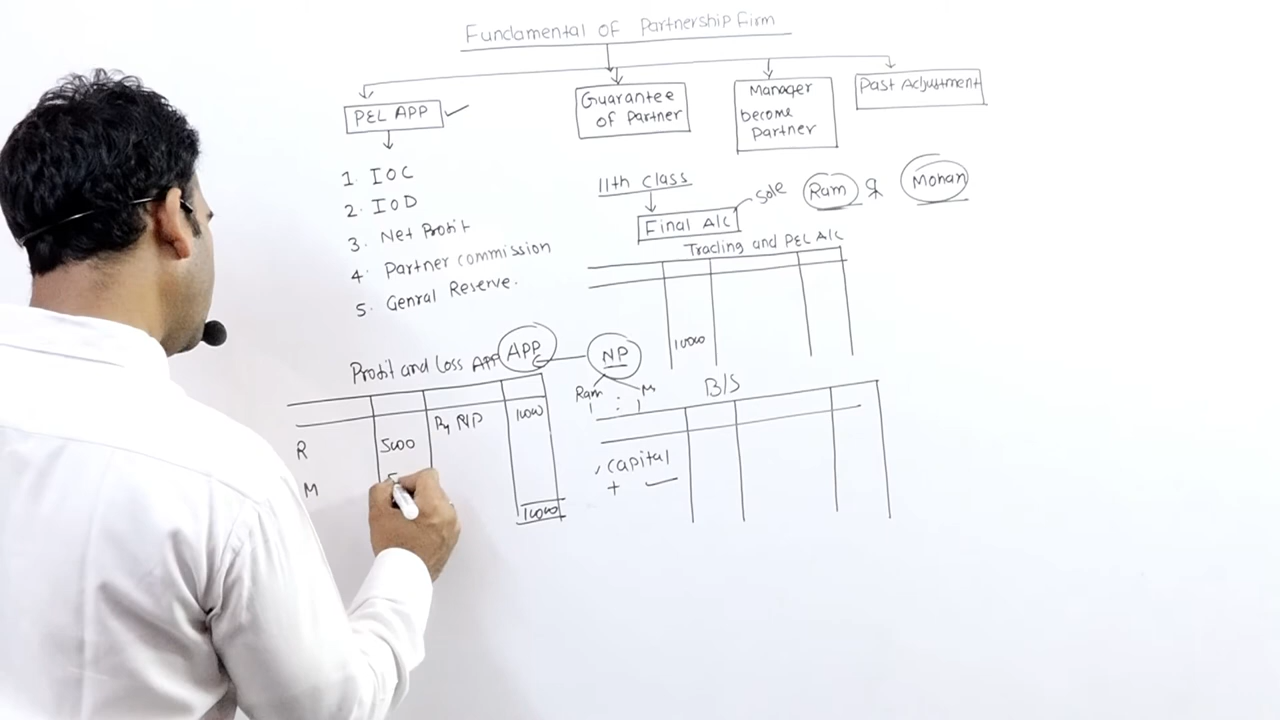 Fundamental of Partnership Firm
P&L APP
Guarantee
of Partner
Manager
become
Partner
Past Adjustment
1. IOC
2. IOD
3. Net Profit
4. Partner commission
5. Genral Reserve.
11th class
Final A/c
Sole
Ram & Mohan
Trading and P&L A/c
10000
Profit and Loss APP APP
NP
Ram M
1 : 1
By N/P 10000
R 5000
M 5
10000
B/S
capital
+